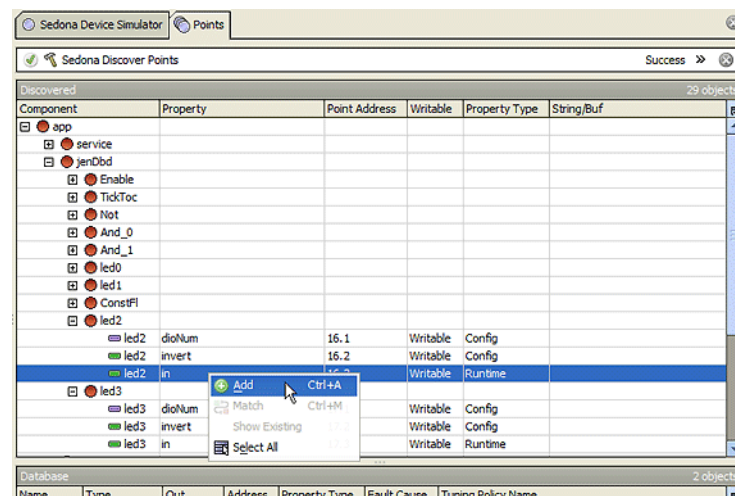 Sedona Device Simulator Points
Sedona Discover Points Success »
Discovered 29 objects
Component Property Point Address Writable Property Type String/Buf
app
service
jenDbd
Enable
TickToc
Not
And_0
And_1
led0
led1
ConstFl
led2
led2 dioNum 16.1 Writable Config
led2 invert 16.2 Writable Config
led2 in Writable Runtime
Add Ctrl+A
led3
Match Ctrl+M
led3 dioNum Writable Config
Show Existing
led3 invert Writable Config
Select All
led3 in Writable Runtime
Database 2 objects
Name Type Out Address Property Type Fault Cause Tuning Policy Name